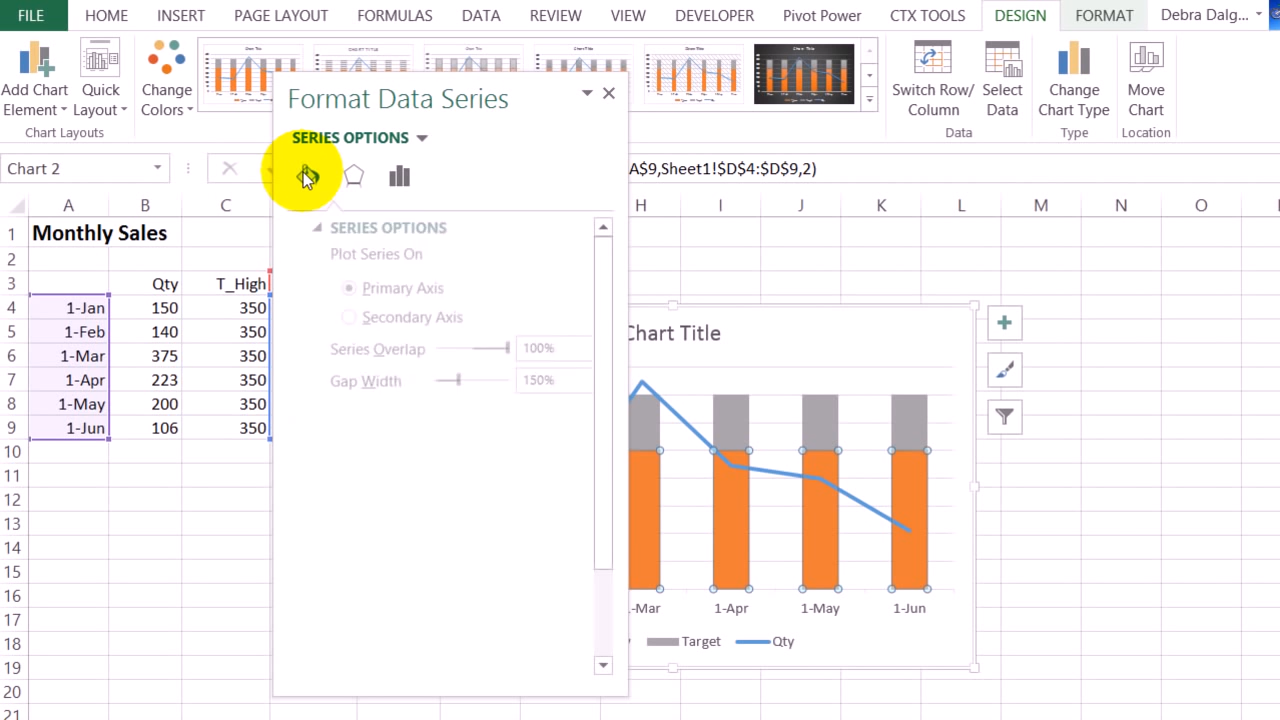 FILE HOME INSERT PAGE LAYOUT FORMULAS DATA REVIEW VIEW DEVELOPER Pivot Power CTX TOOLS DESIGN FORMAT Debra Dalg...
Add Chart Element
Quick Layout
Chart Layouts
Change Colors
Switch Row/ Column
Select Data
Data
Change Chart Type
Type
Move Chart
Location
Chart 2
A$9,Sheet1!$D$4:$D$9,2)
Format Data Series
SERIES OPTIONS
SERIES OPTIONS
Plot Series On
Primary Axis
Secondary Axis
Series Overlap 100%
Gap Width 150%
A B C H I J K L M N O
1 Monthly Sales
2
3 Qty T_High
4 1-Jan 150 350
5 1-Feb 140 350
6 1-Mar 375 350
7 1-Apr 223 350
8 1-May 200 350
9 1-Jun 106 350
10
11
12
13
14
15
16
17
18
19
20
21
Chart Title
-Mar 1-Apr 1-May 1-Jun
Target Qty